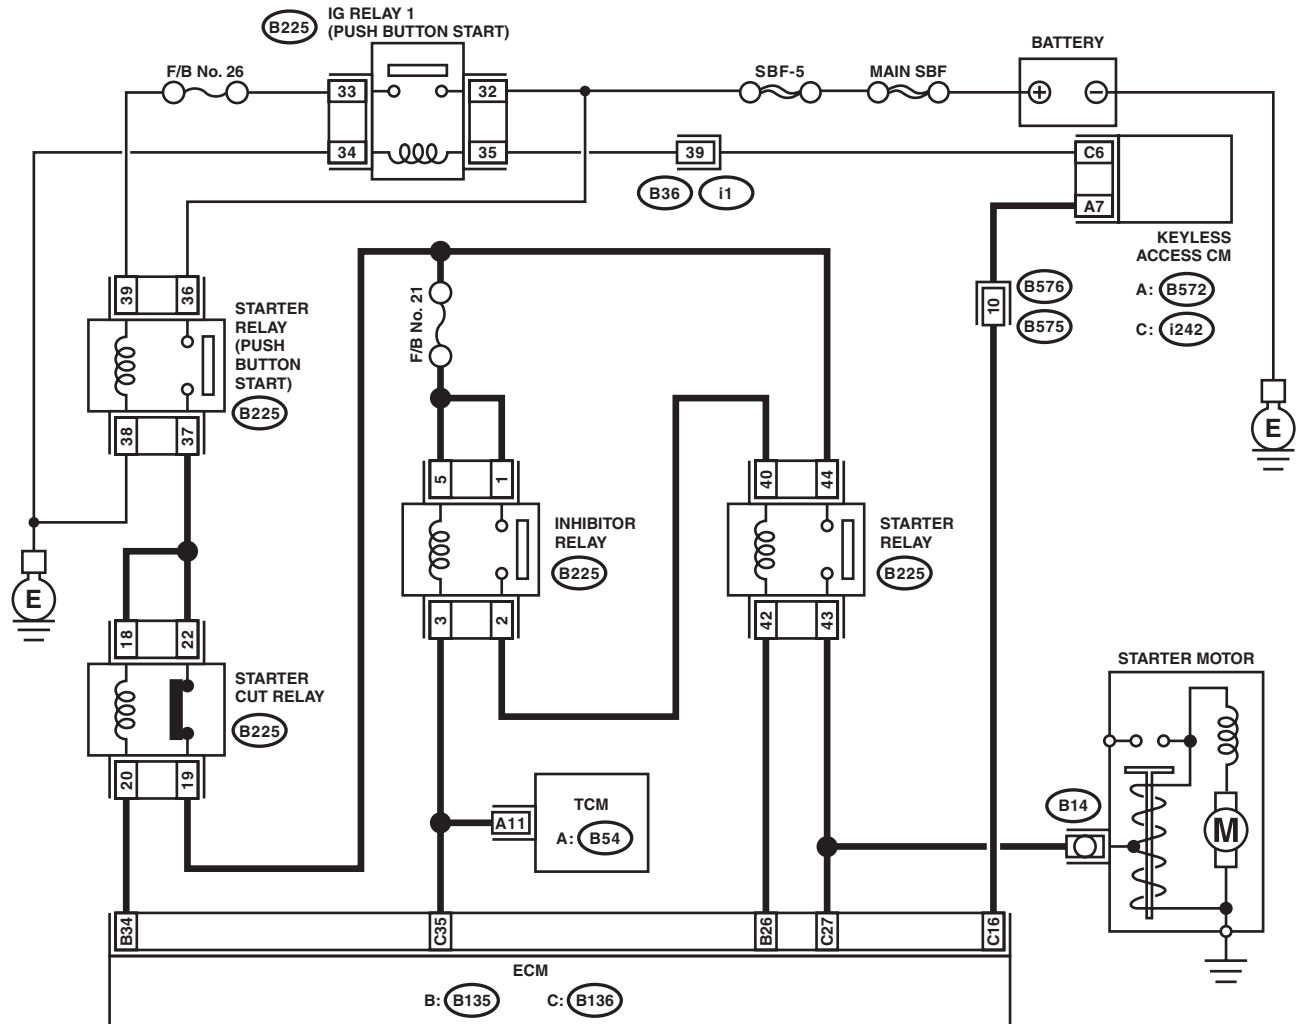 IG RELAY 1
B225
(PUSH BUTTON START)
BATTERY
F/B No. 26
SBF-5
MAIN SBF
33
32
34
35
39
C6
B36
i1
A7
KEYLESS
ACCESS CM
A: B572
C: i242
B576
10
B575
39
36
STARTER
RELAY
(PUSH
BUTTON
START)
B225
38
37
F/B No. 21
E
5
1
40
44
INHIBITOR
RELAY
B225
STARTER
RELAY
B225
3
2
42
43
E
18
22
STARTER
CUT RELAY
B225
20
19
STARTER MOTOR
B14
M
TCM
A11
A: B54
B34
C35
B26
C27
C16
ECM
B: B135
C: B136